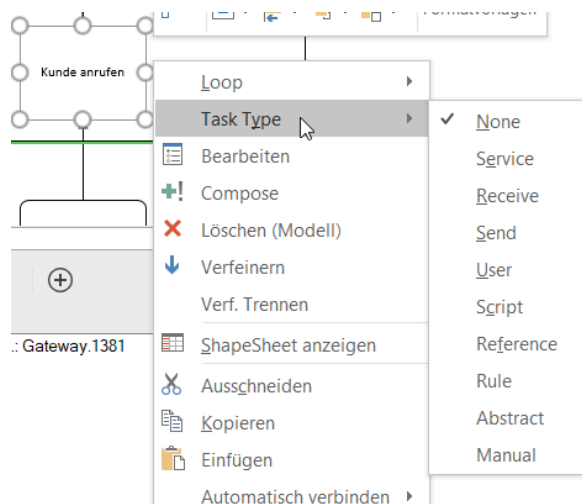 Formatvorlagen
Kunde anrufen
Loop
Task Type
Bearbeiten
Compose
Löschen (Modell)
Verfeinern
Verf. Trennen
ShapeSheet anzeigen
Ausschneiden
Kopieren
Einfügen
Automatisch verbinden
None
Service
Receive
Send
User
Script
Reference
Rule
Abstract
Manual
.: Gateway.1381